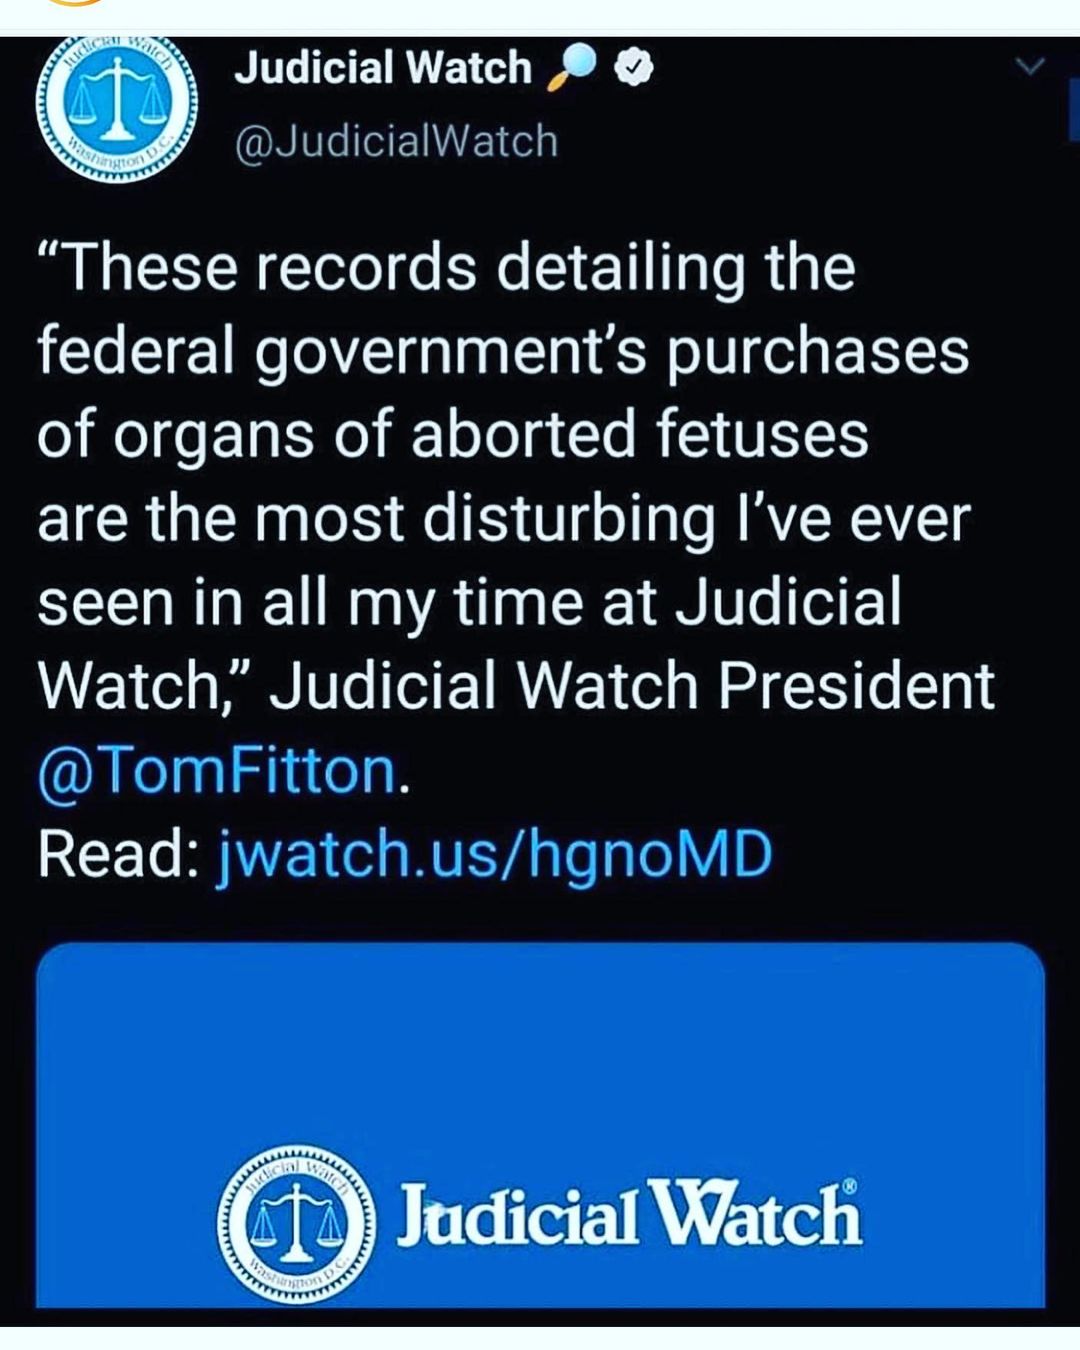 Judicial Watch
Judicial Watch
Washington D.C.
@JudicialWatch
“These records detailing the
federal government’s purchases
of organs of aborted fetuses
are the most disturbing I’ve ever
seen in all my time at Judicial
Watch,” Judicial Watch President
@TomFitton.
Read: jwatch.us/hgnoMD
Judicial Watch
Judicial Watch®
Washington D.C.